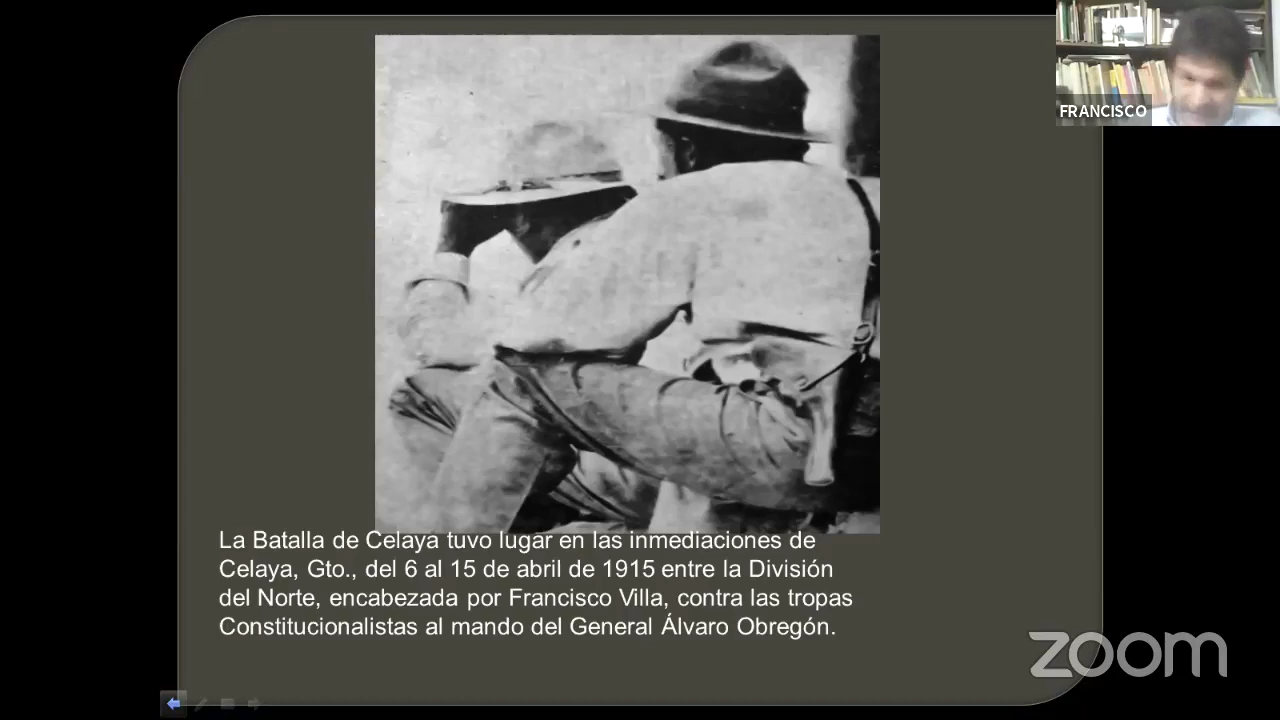 FRANCISCO
La Batalla de Celaya tuvo lugar en las inmediaciones de
Celaya, Gto., del 6 al 15 de abril de 1915 entre la División
del Norte, encabezada por Francisco Villa, contra las tropas
Constitucionalistas al mando del General Álvaro Obregón.
zoom